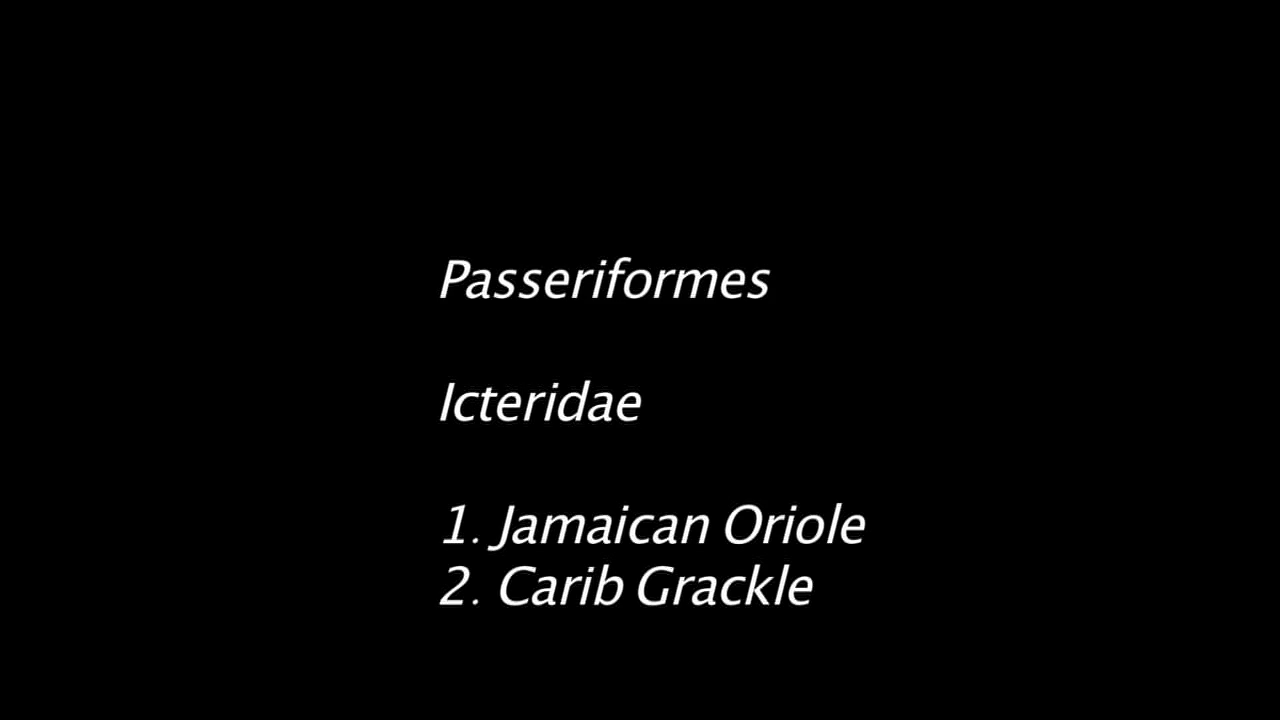 Passeriformes
Icteridae
1. Jamaican Oriole
2. Carib Grackle